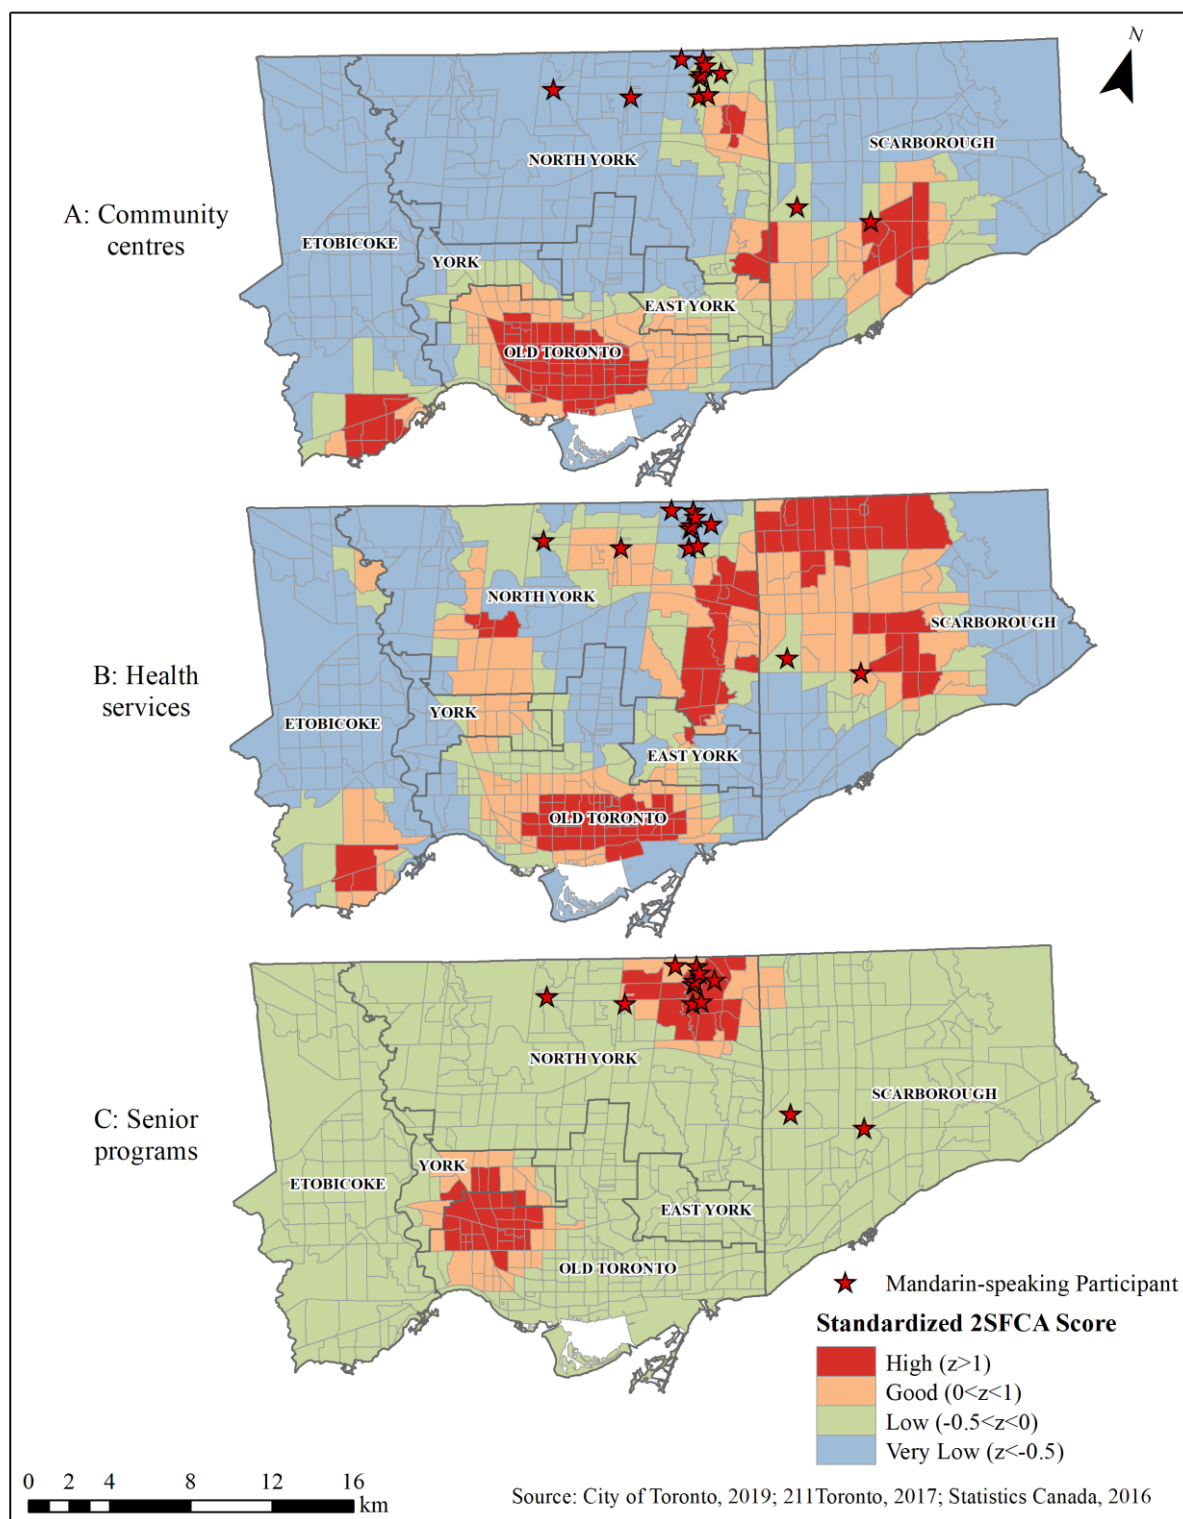 N
A: Community
centres
NORTH YORK
SCARBOROUGH
ETOBICOKE
YORK
EAST YORK
OLD TORONTO
B: Health
services
NORTH YORK
SCARBOROUGH
ETOBICOKE
YORK
EAST YORK
OLD TORONTO
C: Senior
programs
NORTH YORK
SCARBOROUGH
YORK
ETOBICOKE
EAST YORK
OLD TORONTO
Mandarin-speaking Participant
Standardized 2SFCA Score
High (z>1)
Good (0<z<1)
Low (-0.5<z<0)
Very Low (z<-0.5)
0 2 4 8 12 16
km
Source: City of Toronto, 2019; 211Toronto, 2017; Statistics Canada, 2016